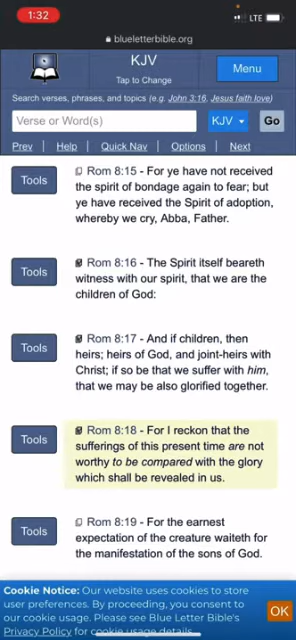 1:32
LTE
blueletterbible.org
KJV
Tap to Change
Menu
Search verses, phrases, and topics (e.g. John 3:16, Jesus faith love)
Verse or Word(s)
KJV
Go
Prev | Help | Quick Nav | Options | Next
Tools
Rom 8:15 - For ye have not received
the spirit of bondage again to fear; but
ye have received the Spirit of adoption,
whereby we cry, Abba, Father.
Tools
Rom 8:16 - The Spirit itself beareth
witness with our spirit, that we are the
children of God:
Tools
Rom 8:17 - And if children, then
heirs; heirs of God, and joint-heirs with
Christ; if so be that we suffer with him,
that we may be also glorified together.
Tools
Rom 8:18 - For I reckon that the
sufferings of this present time are not
worthy to be compared with the glory
which shall be revealed in us.
Tools
Rom 8:19 - For the earnest
expectation of the creature waiteth for
the manifestation of the sons of God.
Cookie Notice: Our website uses cookies to store
user preferences. By proceeding, you consent to
our cookie usage. Please see Blue Letter Bible's
Privacy Policy for cookie usage details.
OK